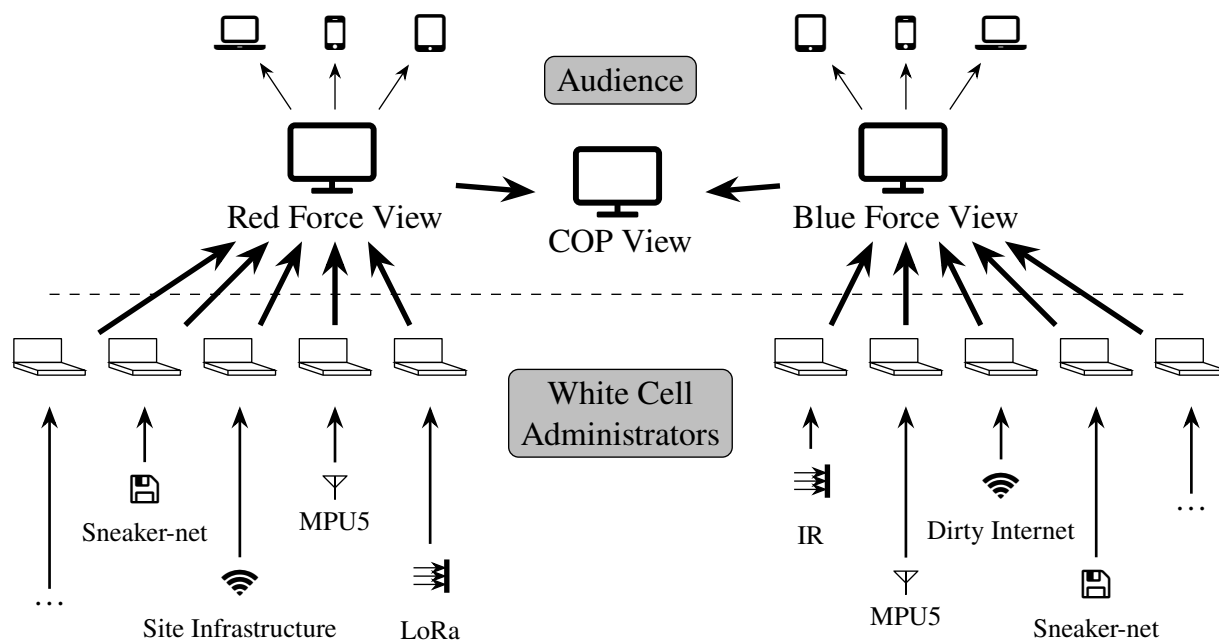 Audience
Red Force View
COP View
Blue Force View
White Cell
Administrators
Sneaker-net
MPU5
...
Site Infrastructure
LoRa
IR
Dirty Internet
...
MPU5
Sneaker-net